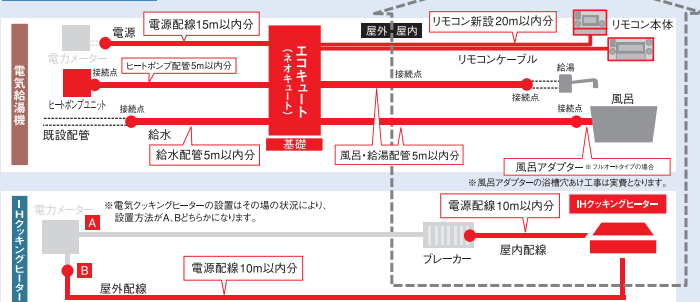 電気給湯機
電力メーター
電源
電源配線15m以内分
エコキュート
（ネオキュート）
基礎
屋外
屋内
リモコン新設20m以内分
リモコン本体
リモコンケーブル
接続点
ヒートポンプ配管5m以内分
ヒートポンプユニット
接続点
接続点
給湯
接続点
既設配管
給水
給水配管5m以内分
風呂・給湯配管5m以内分
接続点
風呂
風呂アダプター ※フルオートタイプの場合
※風呂アダプターの浴槽穴あけ工事は実費となります。
IHクッキングヒーター
電力メーター
※電気クッキングヒーターの設置はその場の状況により、
設置方法がA、Bどちらかになります。
A
B
電源配線10m以内分
IHクッキングヒーター
ブレーカー
屋内配線
電源配線10m以内分
屋外配線